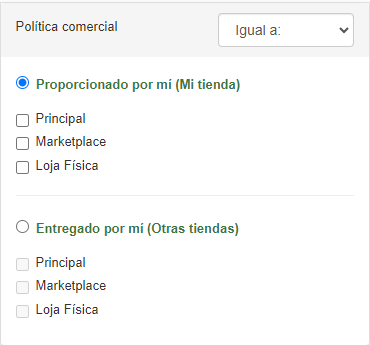 Política comercial
Igual a:
Proporcionado por mí (Mi tienda)
Principal
Marketplace
Loja Física
Entregado por mí (Otras tiendas)
Principal
Marketplace
Loja Física